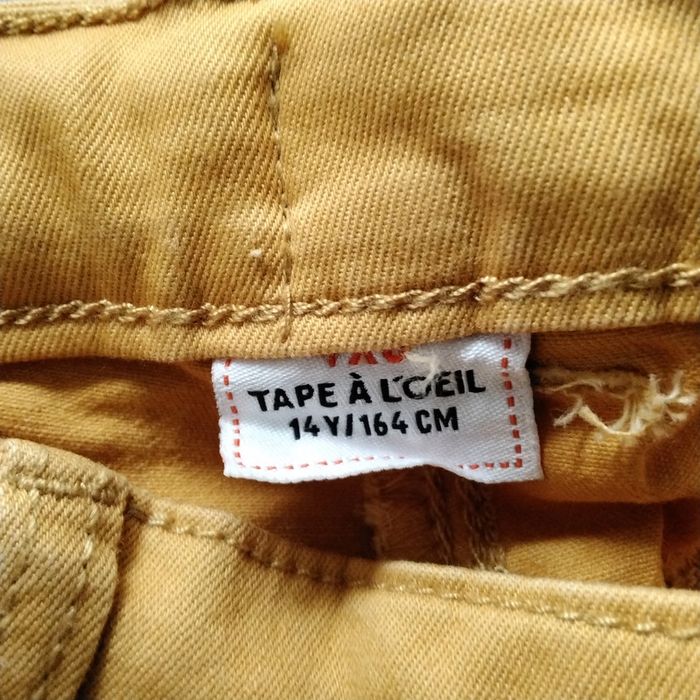 TAPE À L'OEIL
14Y/164 CM